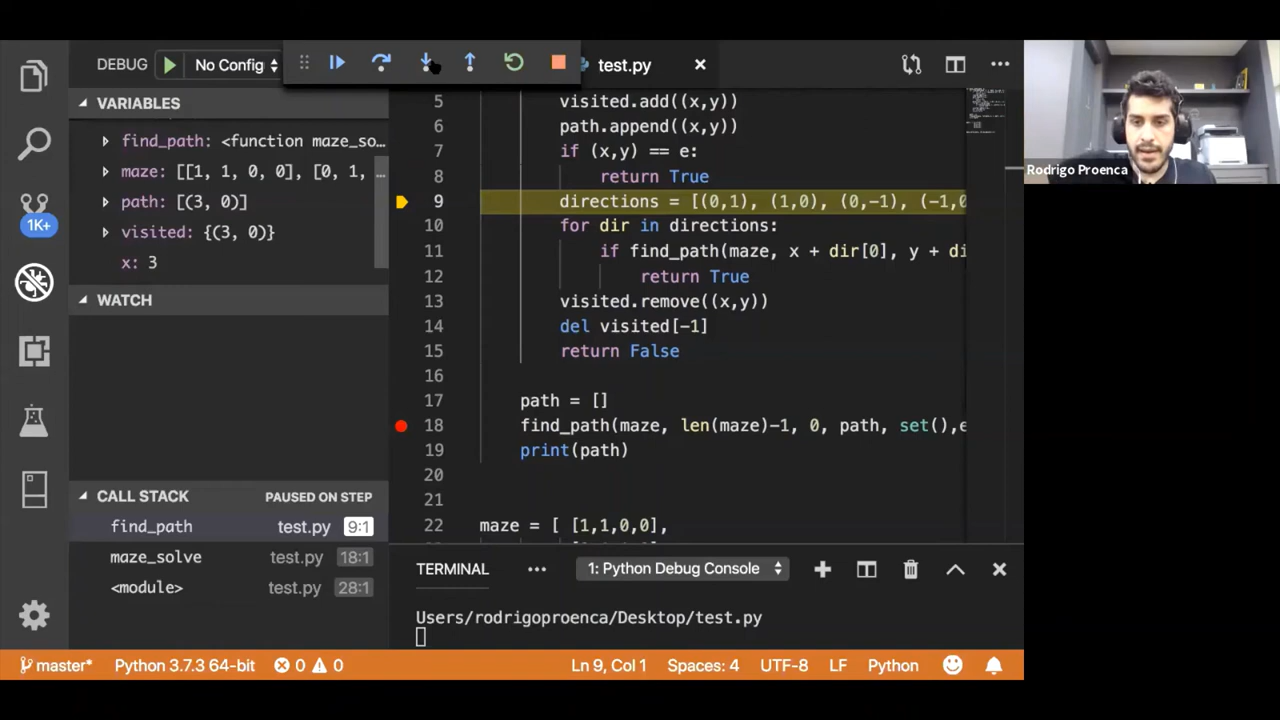 DEBUG
No Config
test.py
VARIABLES
find_path: <function maze_so...
maze: [[1, 1, 0, 0], [0, 1, ...
path: [(3, 0)]
visited: {(3, 0)}
x: 3
WATCH
CALL STACK PAUSED ON STEP
find_path test.py 9:1
maze_solve test.py 18:1
<module> test.py 28:1
1K+
5 visited.add((x,y))
6 path.append((x,y))
7 if (x,y) == e:
8 return True
9 directions = [(0,1), (1,0), (0,-1), (-1,0
10 for dir in directions:
11 if find_path(maze, x + dir[0], y + di
12 return True
13 visited.remove((x,y))
14 del visited[-1]
15 return False
16
17 path = []
18 find_path(maze, len(maze)-1, 0, path, set(),e
19 print(path)
20
21
22 maze = [ [1,1,0,0],
TERMINAL ... 1: Python Debug Console
Users/rodrigoproenca/Desktop/test.py
master* Python 3.7.3 64-bit 0 0 Ln 9, Col 1 Spaces: 4 UTF-8 LF Python
Rodrigo Proenca